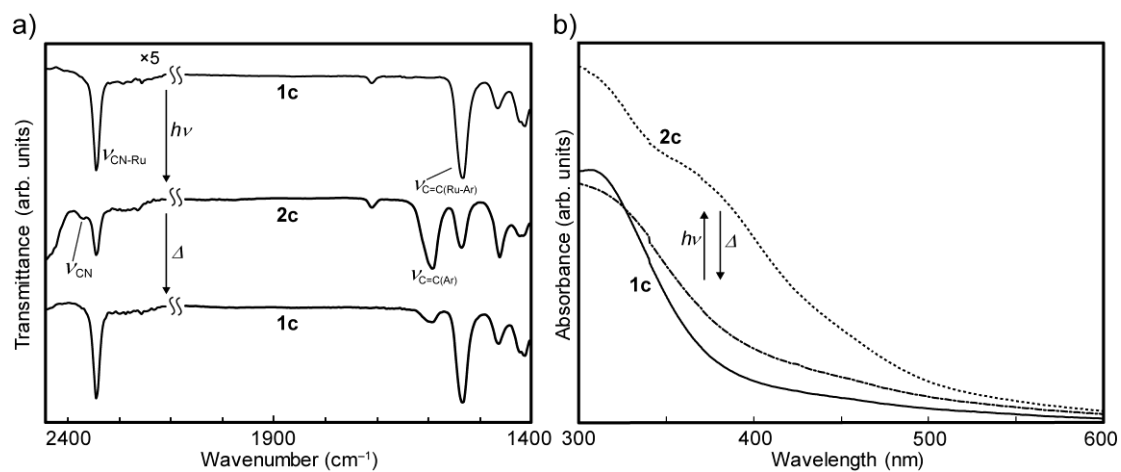 a)
×5
1c
hν
νCN-Ru
νC=C(Ru-Ar)
2c
νCN
Δ
νC=C(Ar)
1c
Transmittance (arb. units)
2400 1900 1400
Wavenumber (cm⁻¹)
b)
2c
hν Δ
1c
Absorbance (arb. units)
300 400 500 600
Wavelength (nm)